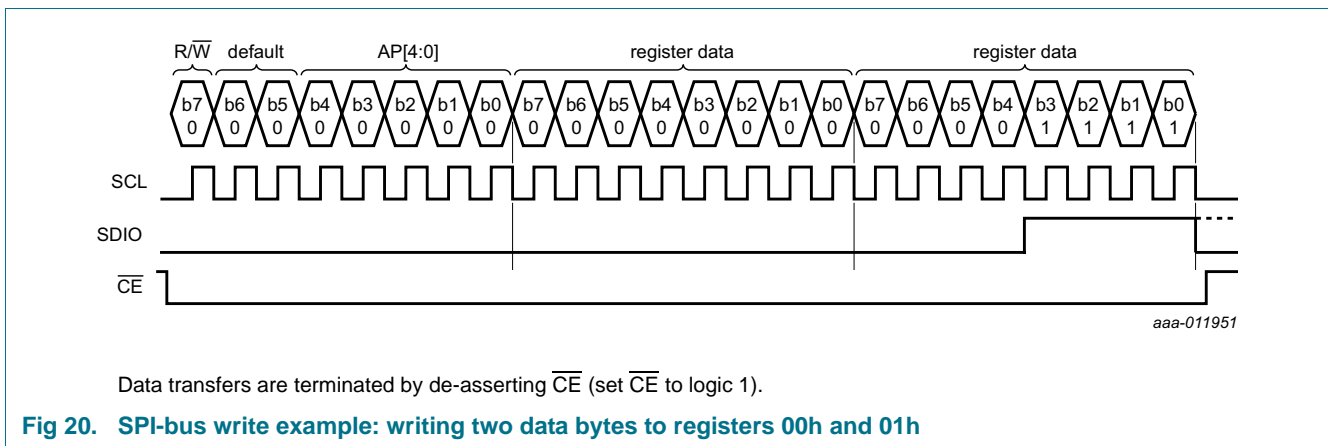 R/W̅ default AP[4:0] register data register data
b7 b6 b5 b4 b3 b2 b1 b0 b7 b6 b5 b4 b3 b2 b1 b0 b7 b6 b5 b4 b3 b2 b1 b0
0 0 0 0 0 0 0 0 0 0 0 0 0 0 0 0 0 0 0 0 1 1 1 1
SCL
SDIO
C̅E̅
aaa-011951
Data transfers are terminated by de-asserting C̅E̅ (set C̅E̅ to logic 1).
Fig 20. SPI-bus write example: writing two data bytes to registers 00h and 01h